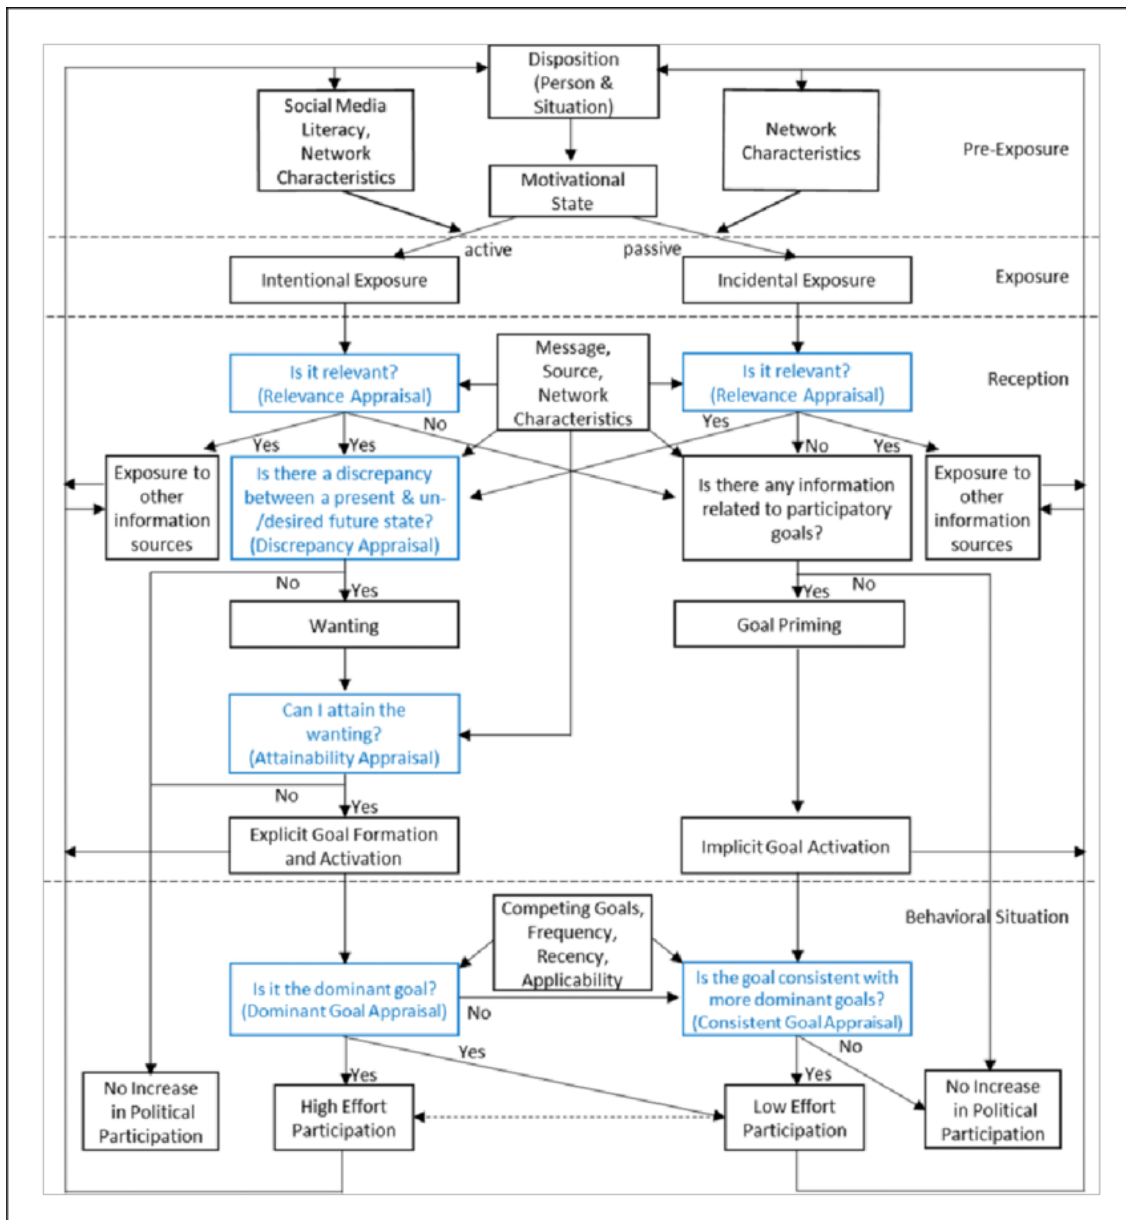 Disposition
(Person &
Situation)
Social Media
Literacy,
Network
Characteristics
Network
Characteristics
Pre-Exposure
Motivational
State
active
passive
Intentional Exposure
Incidental Exposure
Exposure
Message,
Source,
Network
Characteristics
Is it relevant?
(Relevance Appraisal)
Is it relevant?
(Relevance Appraisal)
Reception
No
Yes
Yes
Yes
No
Yes
Exposure to
other
information
sources
Is there a discrepancy
between a present & un-
/desired future state?
(Discrepancy Appraisal)
Is there any information
related to participatory
goals?
Exposure to
other
information
sources
No
Yes
Yes
No
Wanting
Goal Priming
Can I attain the
wanting?
(Attainability Appraisal)
No
Yes
Explicit Goal Formation
and Activation
Implicit Goal Activation
Behavioral Situation
Competing Goals,
Frequency,
Recency,
Applicability
Is it the dominant goal?
(Dominant Goal Appraisal)
No
Is the goal consistent with
more dominant goals?
(Consistent Goal Appraisal)
Yes
Yes
Yes
No
No Increase
in Political
Participation
High Effort
Participation
Low Effort
Participation
No Increase
in Political
Participation